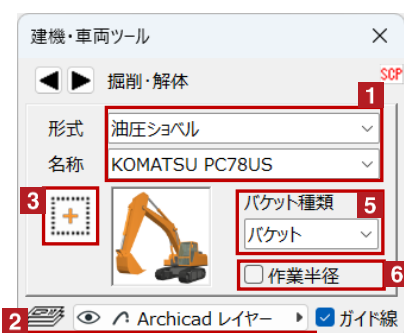 建機・車両ツール
掘削・解体
SCP
1
形式 油圧ショベル
名称 KOMATSU PC78US
3
バケット種類 5
バケット
作業半径 6
2 Archicad レイヤー ガイド線